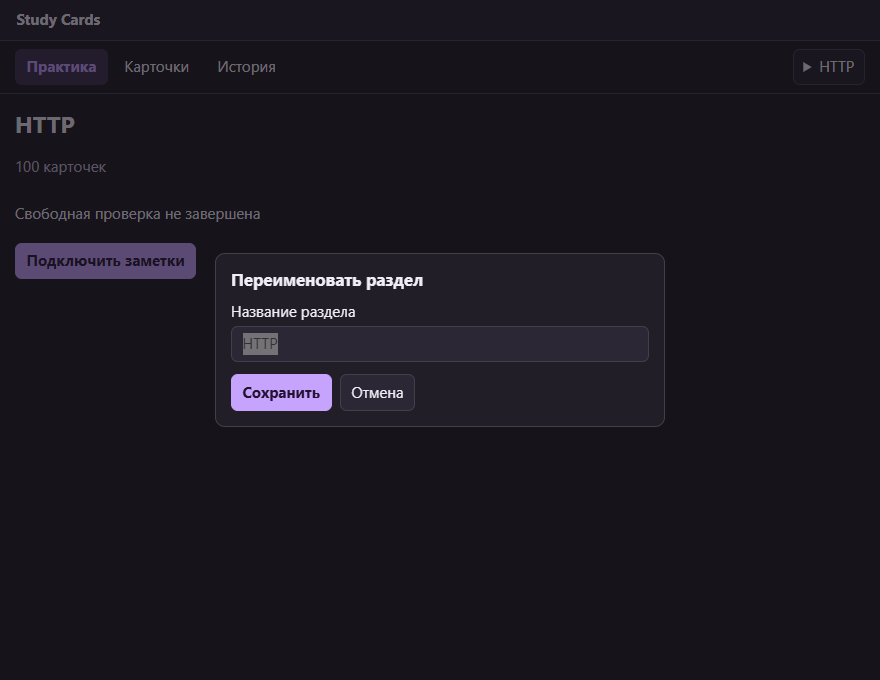 Study Cards
Практика Карточки История ▶ HTTP
HTTP
100 карточек
Свободная проверка не завершена
Подключить заметки
Переименовать раздел
Название раздела
HTTP
Сохранить Отмена